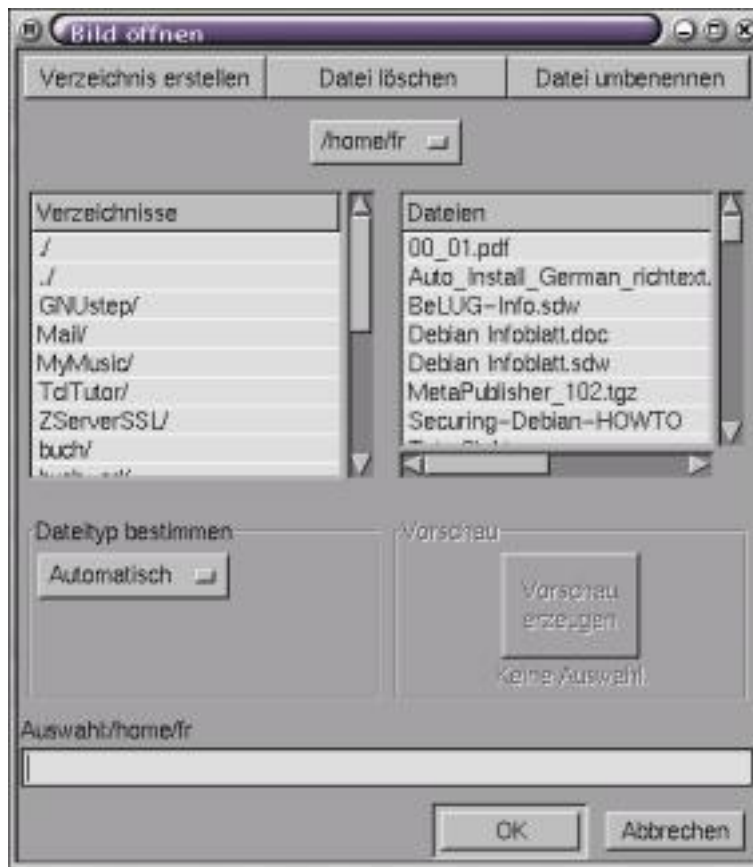 Bild öffnen
Verzeichnis erstellen
Datei löschen
Datei umbenennen
/home/fr
Verzeichnisse
./
../
GNUstep/
Mail/
MyMusic/
TclTutor/
ZServerSSL/
buch/
Dateien
00_01.pdf
Auto_Install_German_richtext.
BeLUG-Info.sdw
Debian Infoblatt.doc
Debian Infoblatt.sdw
MetaPublisher_102.tgz
Securing-Debian-HOWTO
Dateityp bestimmen
Automatisch
Vorschau
Vorschau
erzeugen
Keine Auswahl.
Auswahl:/home/fr
OK
Abbrechen